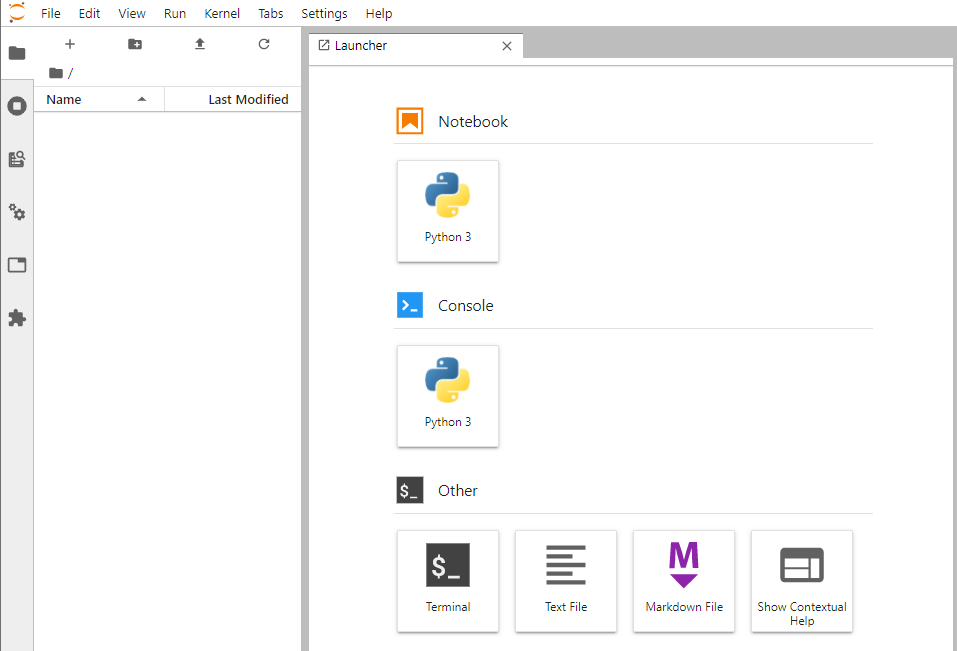 File Edit View Run Kernel Tabs Settings Help
Launcher
/
Name Last Modified
Notebook
Python 3
Console
Python 3
$_ Other
$_
M
Terminal Text File Markdown File Show Contextual
Help